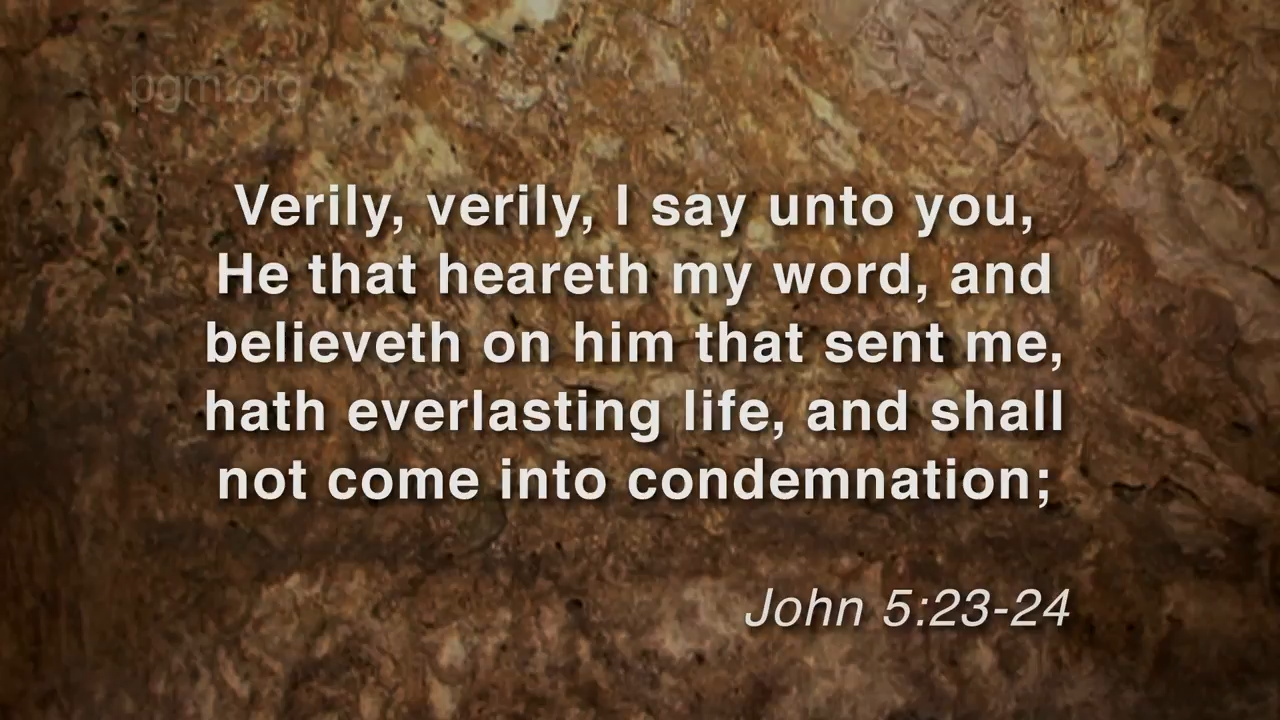 pgm.org
Verily, verily, I say unto you,
He that heareth my word, and
believeth on him that sent me,
hath everlasting life, and shall
not come into condemnation;
John 5:23-24